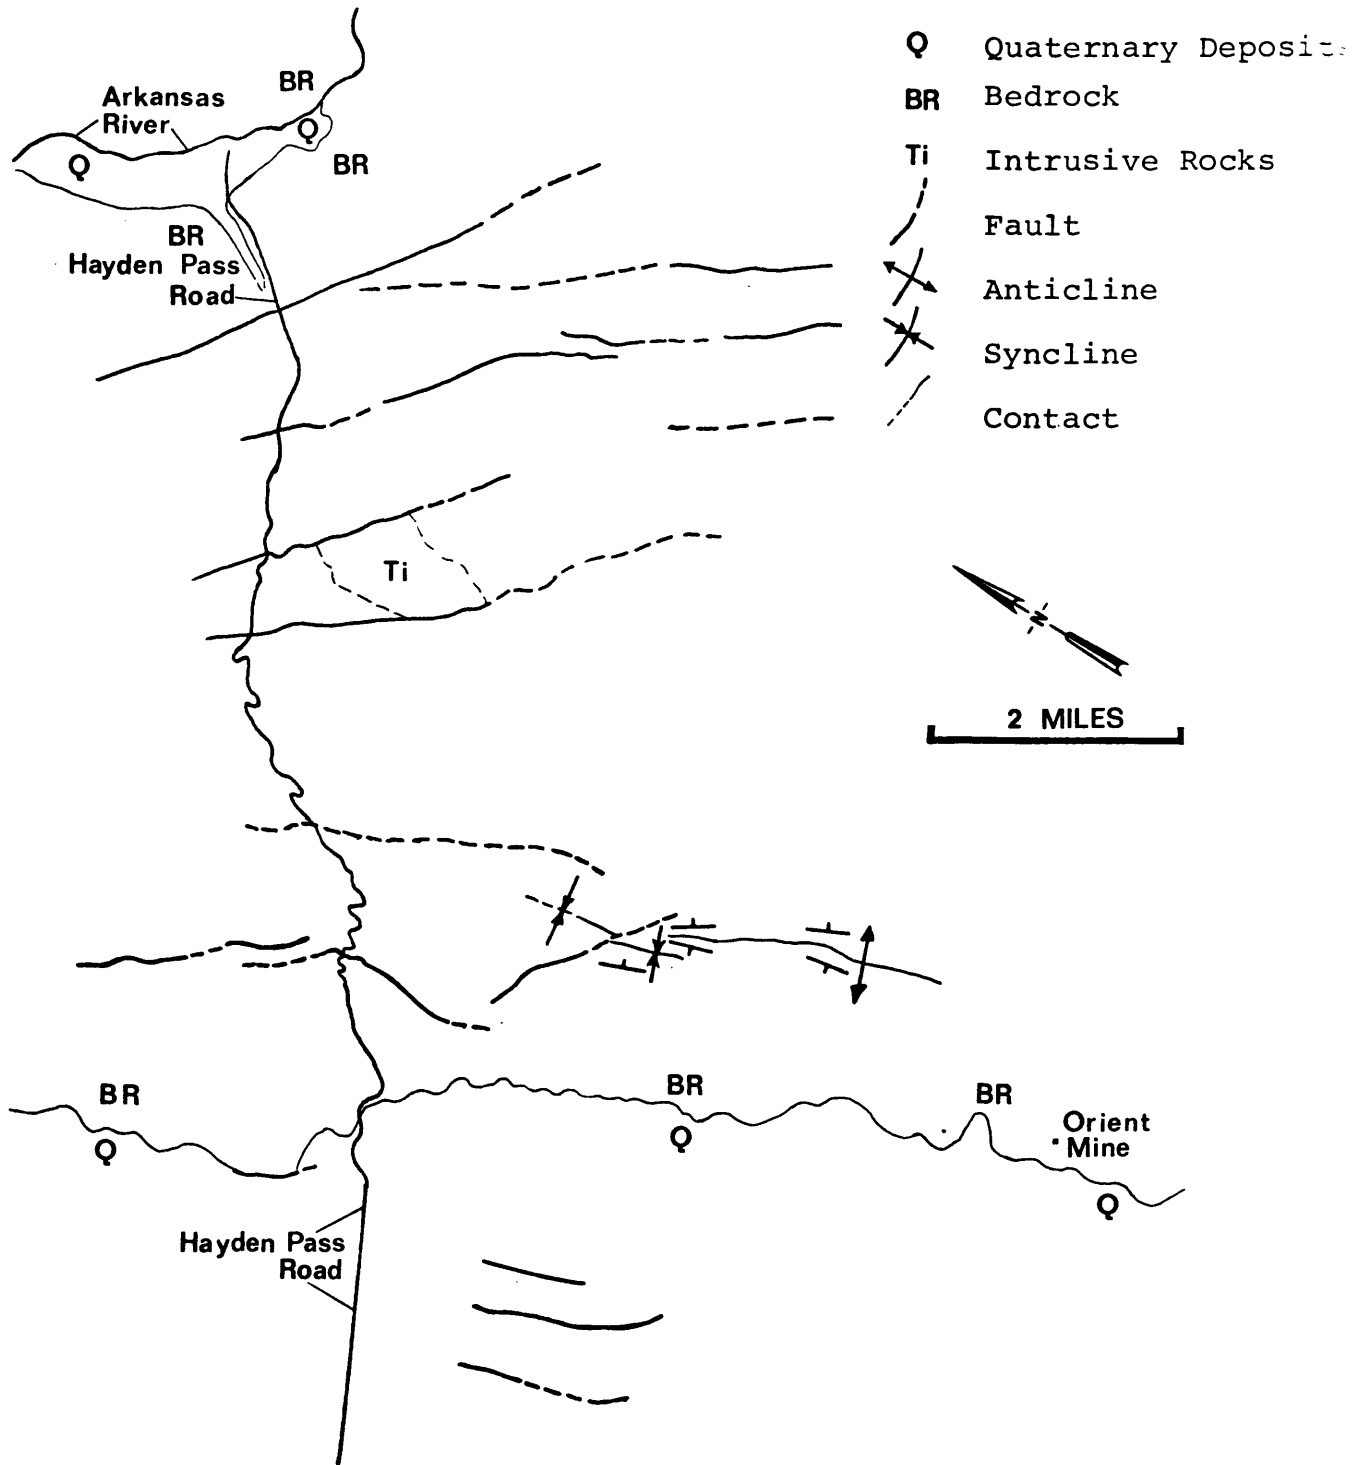 BR
Arkansas
River
Q
Q
BR
BR
Hayden Pass
Road
Q Quaternary Deposit
BR Bedrock
Ti Intrusive Rocks
Fault
Anticline
Syncline
Contact
Ti
N
2 MILES
BR
Q
BR
Q
BR
Orient
Mine
Q
Hayden Pass
Road